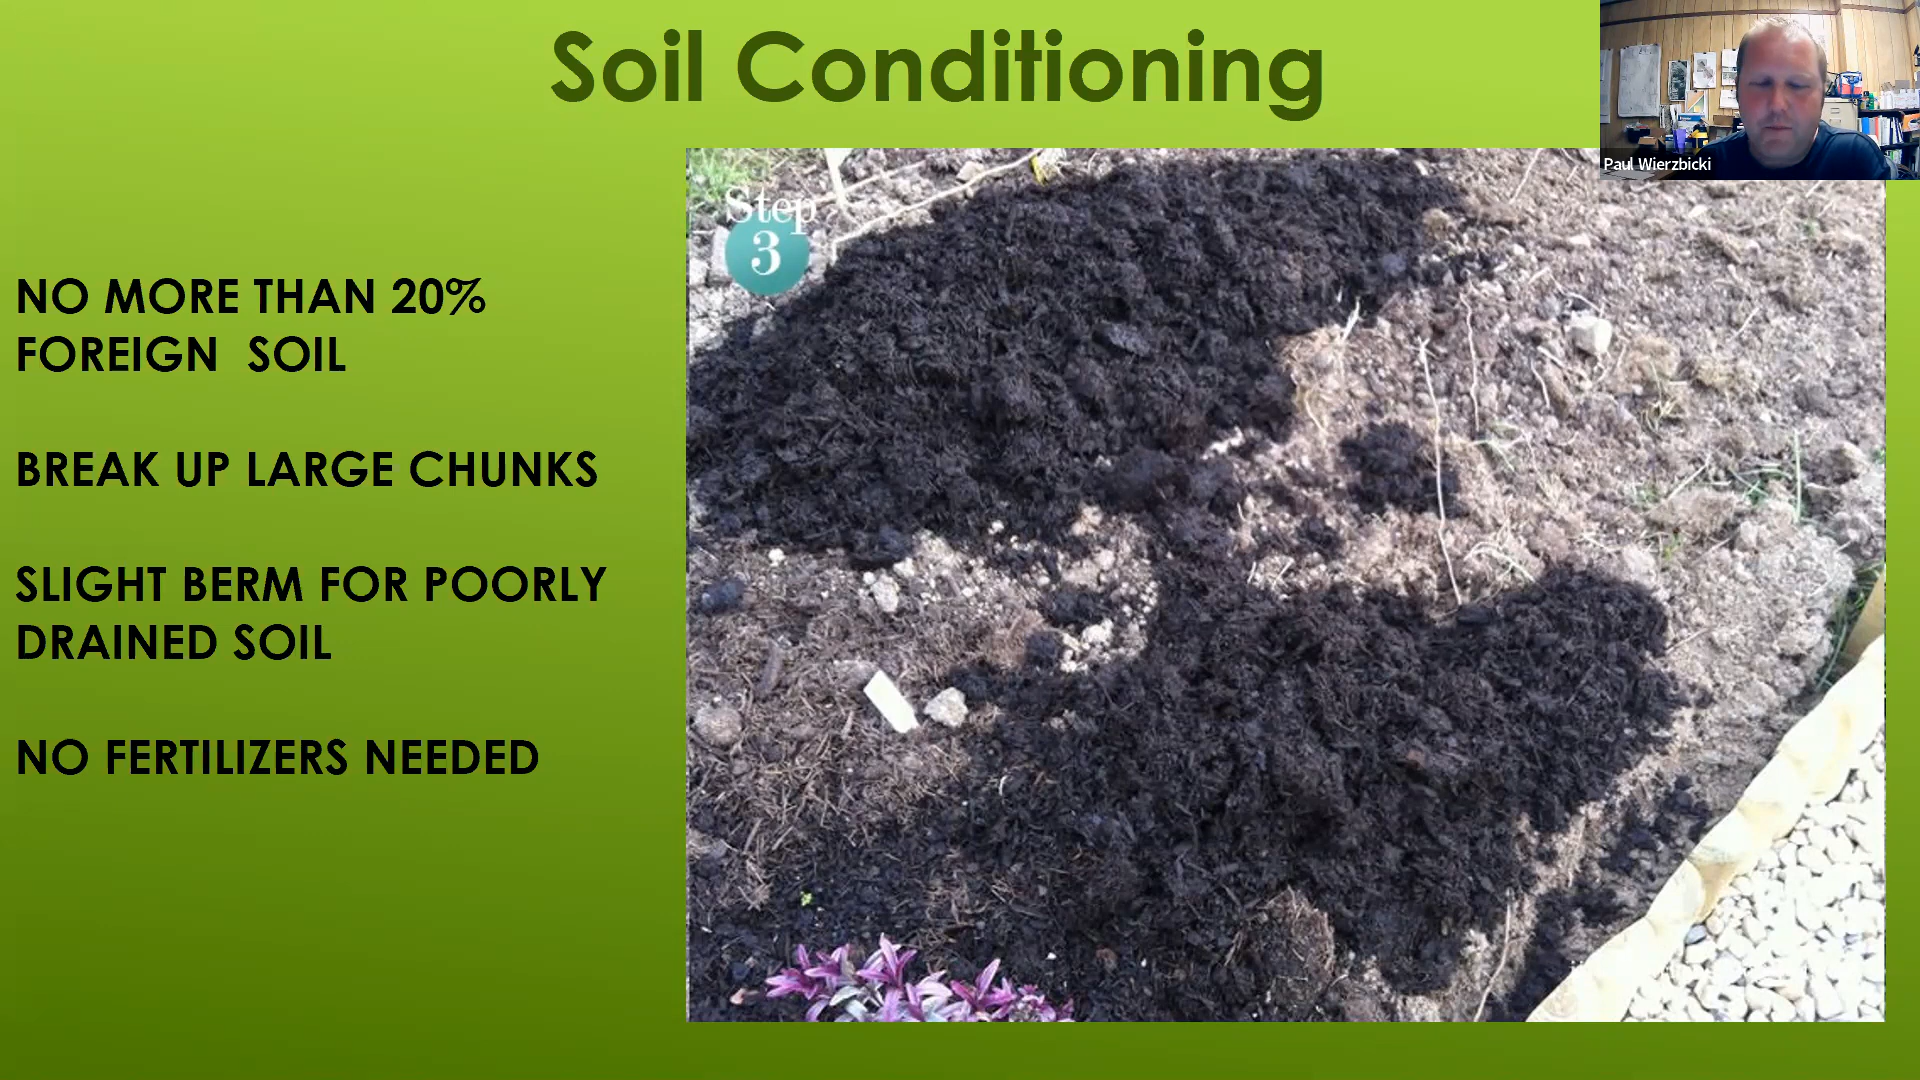 Soil Conditioning
Paul Wierzbicki
Step
3
NO MORE THAN 20%
FOREIGN SOIL
BREAK UP LARGE CHUNKS
SLIGHT BERM FOR POORLY
DRAINED SOIL
NO FERTILIZERS NEEDED